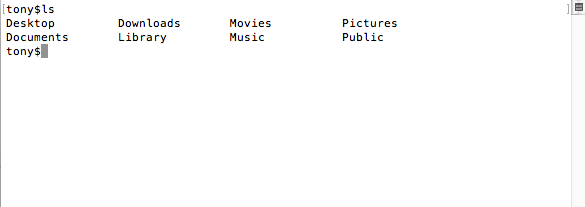 [tony$ls ]
Desktop Downloads Movies Pictures
Documents Library Music Public
tony$